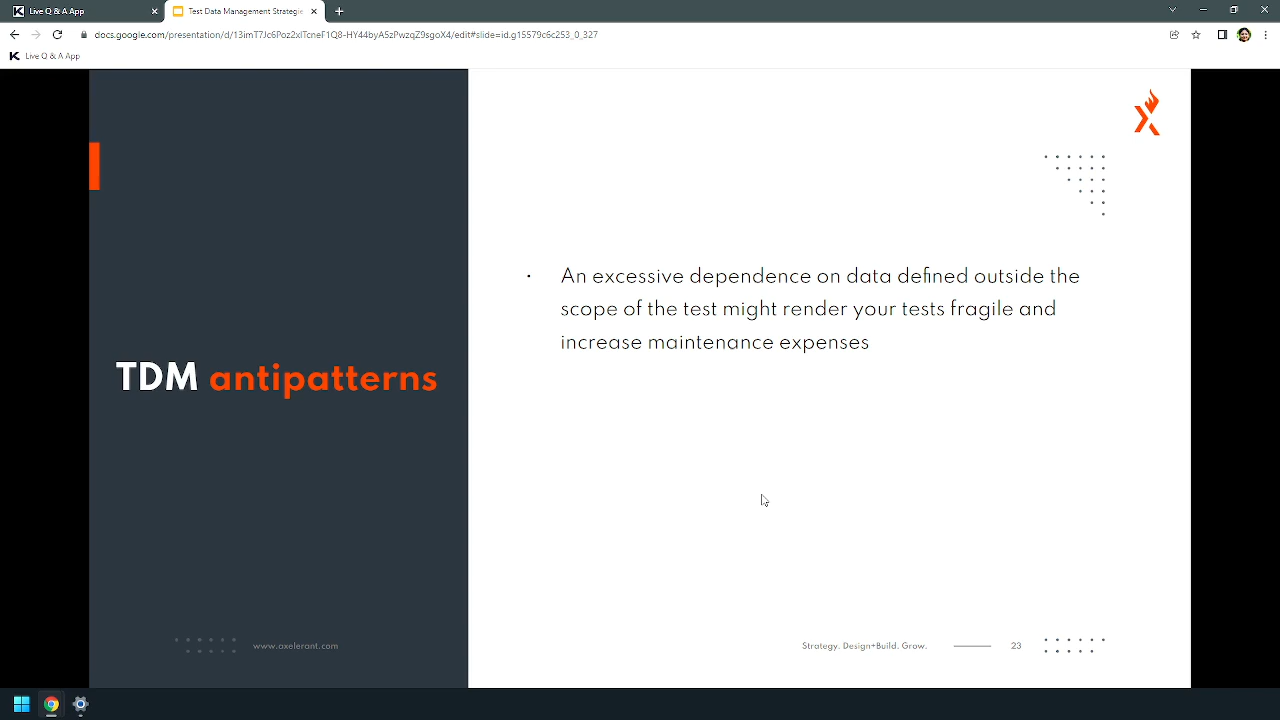 Live Q & A App
Test Data Management Strategie
docs.google.com/presentation/d/13imT7Jc6Poz2xlTcneF1Q8-HY44byA5zPwzqZ9sgoX4/edit#slide=id.g15579c6c253_0_327
Live Q & A App
TDM antipatterns
An excessive dependence on data defined outside the
scope of the test might render your tests fragile and
increase maintenance expenses
www.axelerant.com
Strategy. Design+Build. Grow.
23